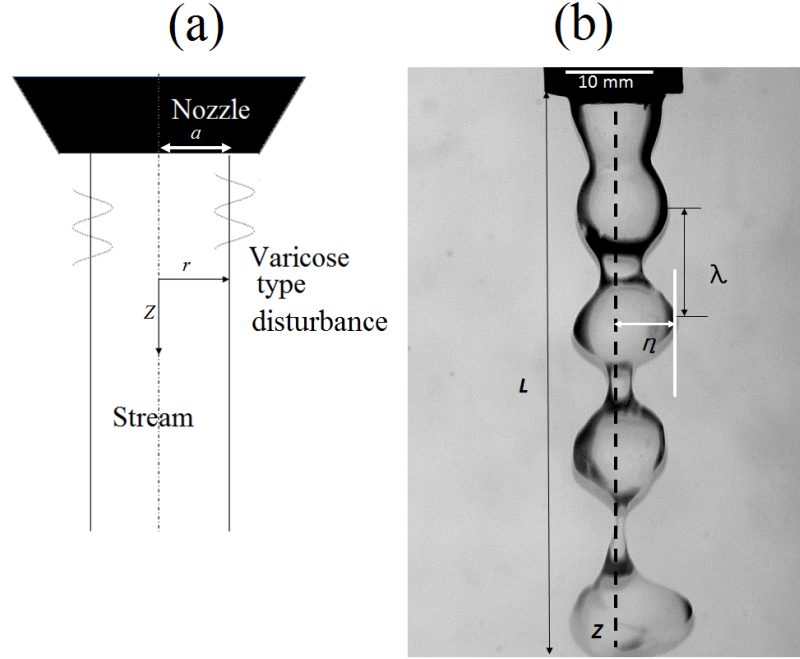 (a)
Nozzle
a
r
Z
Varicose
type
disturbance
Stream
(b)
10 mm
λ
η
L
Z